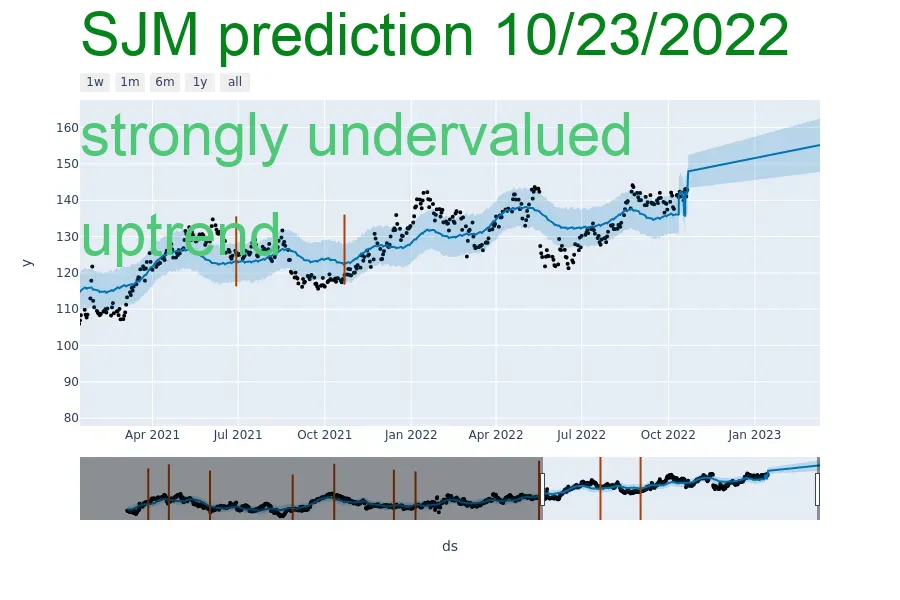 SJM prediction 10/23/2022
1w 1m 6m 1y all
strongly undervalued
uptrend
160
150
140
130
120
110
100
90
80
y
Apr 2021 Jul 2021 Oct 2021 Jan 2022 Apr 2022 Jul 2022 Oct 2022 Jan 2023
ds